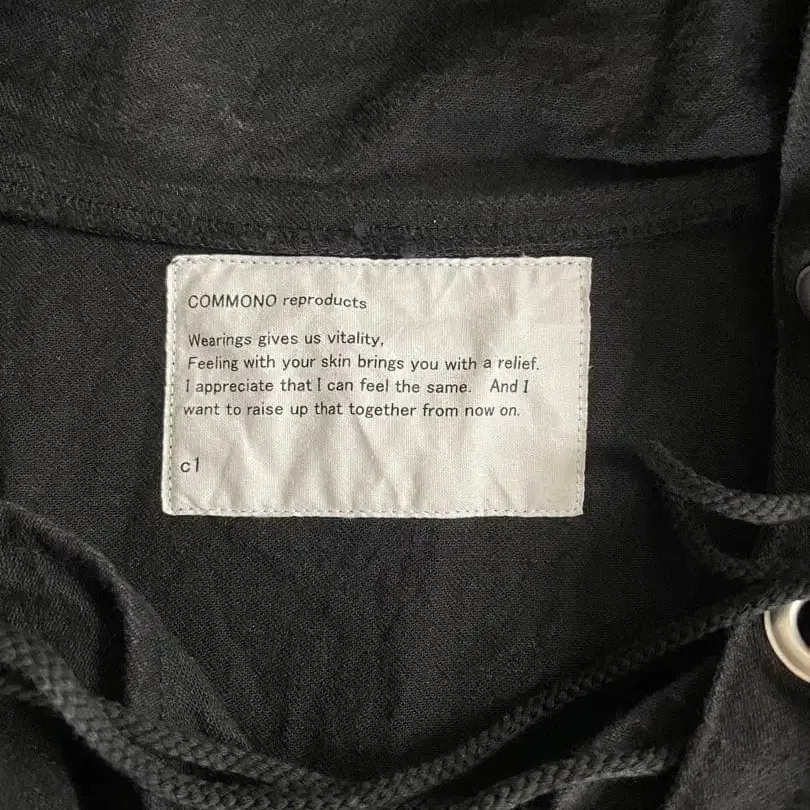 COMMONO reproducts
Wearings gives us vitality,
Feeling with your skin brings you with a relief.
I appreciate that I can feel the same. And I
want to raise up that together from now on.
c1